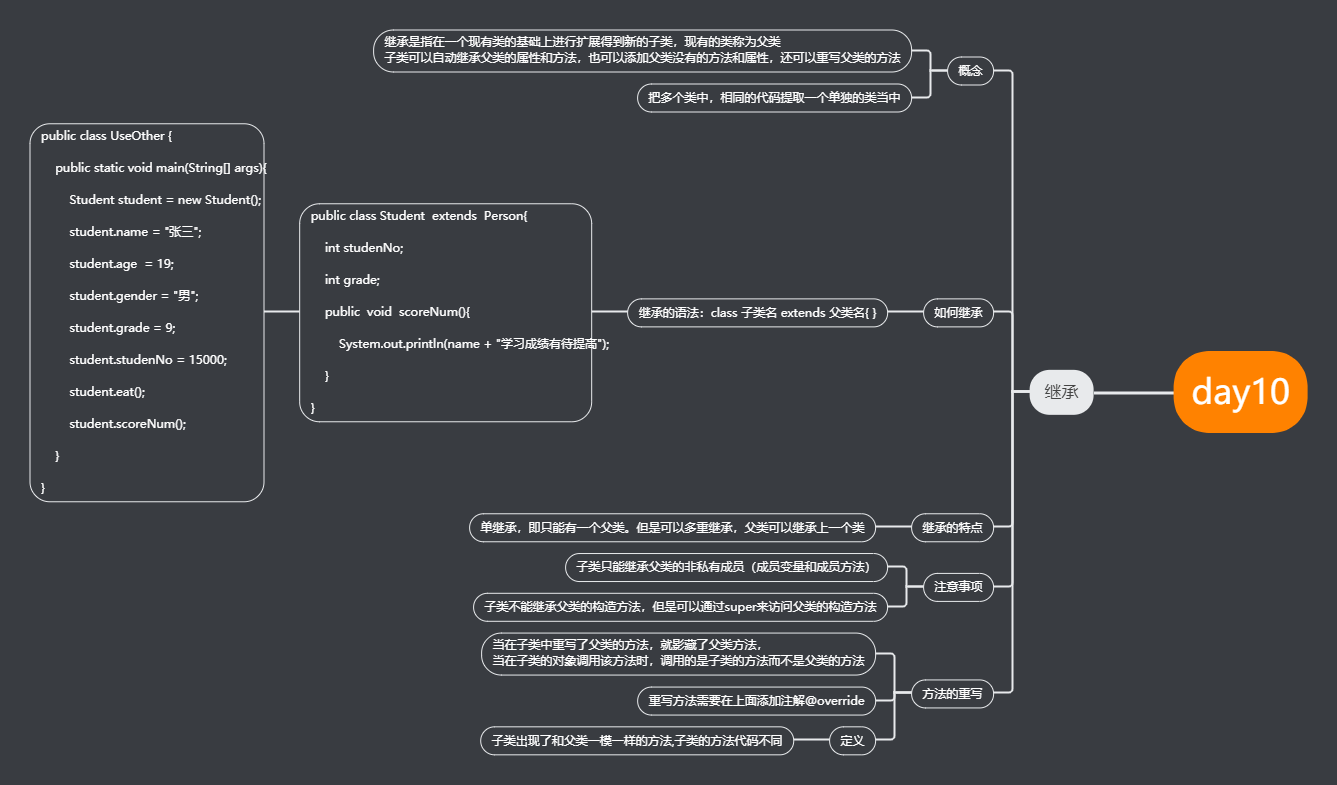 day10
继承
概念
继承是指在一个现有类的基础上进行扩展得到新的子类，现有的类称为父类
子类可以自动继承父类的属性和方法，也可以添加父类没有的方法和属性，还可以重写父类的方法
把多个类中，相同的代码提取一个单独的类当中
如何继承
继承的语法：class 子类名 extends 父类名{ }
public class Student  extends  Person{
int studenNo;
int grade;
public  void  scoreNum(){
System.out.println(name + "学习成绩有待提高");
}
}
public class UseOther {
public static void main(String[] args){
Student student = new Student();
student.name = "张三";
student.age  = 19;
student.gender = "男";
student.grade = 9;
student.studenNo = 15000;
student.eat();
student.scoreNum();
}
}
继承的特点
单继承，即只能有一个父类。但是可以多重继承，父类可以继承上一个类
注意事项
子类只能继承父类的非私有成员（成员变量和成员方法）
子类不能继承父类的构造方法，但是可以通过super来访问父类的构造方法
方法的重写
当在子类中重写了父类的方法，就影藏了父类方法，
当在子类的对象调用该方法时，调用的是子类的方法而不是父类的方法
重写方法需要在上面添加注解@override
定义
子类出现了和父类一模一样的方法,子类的方法代码不同